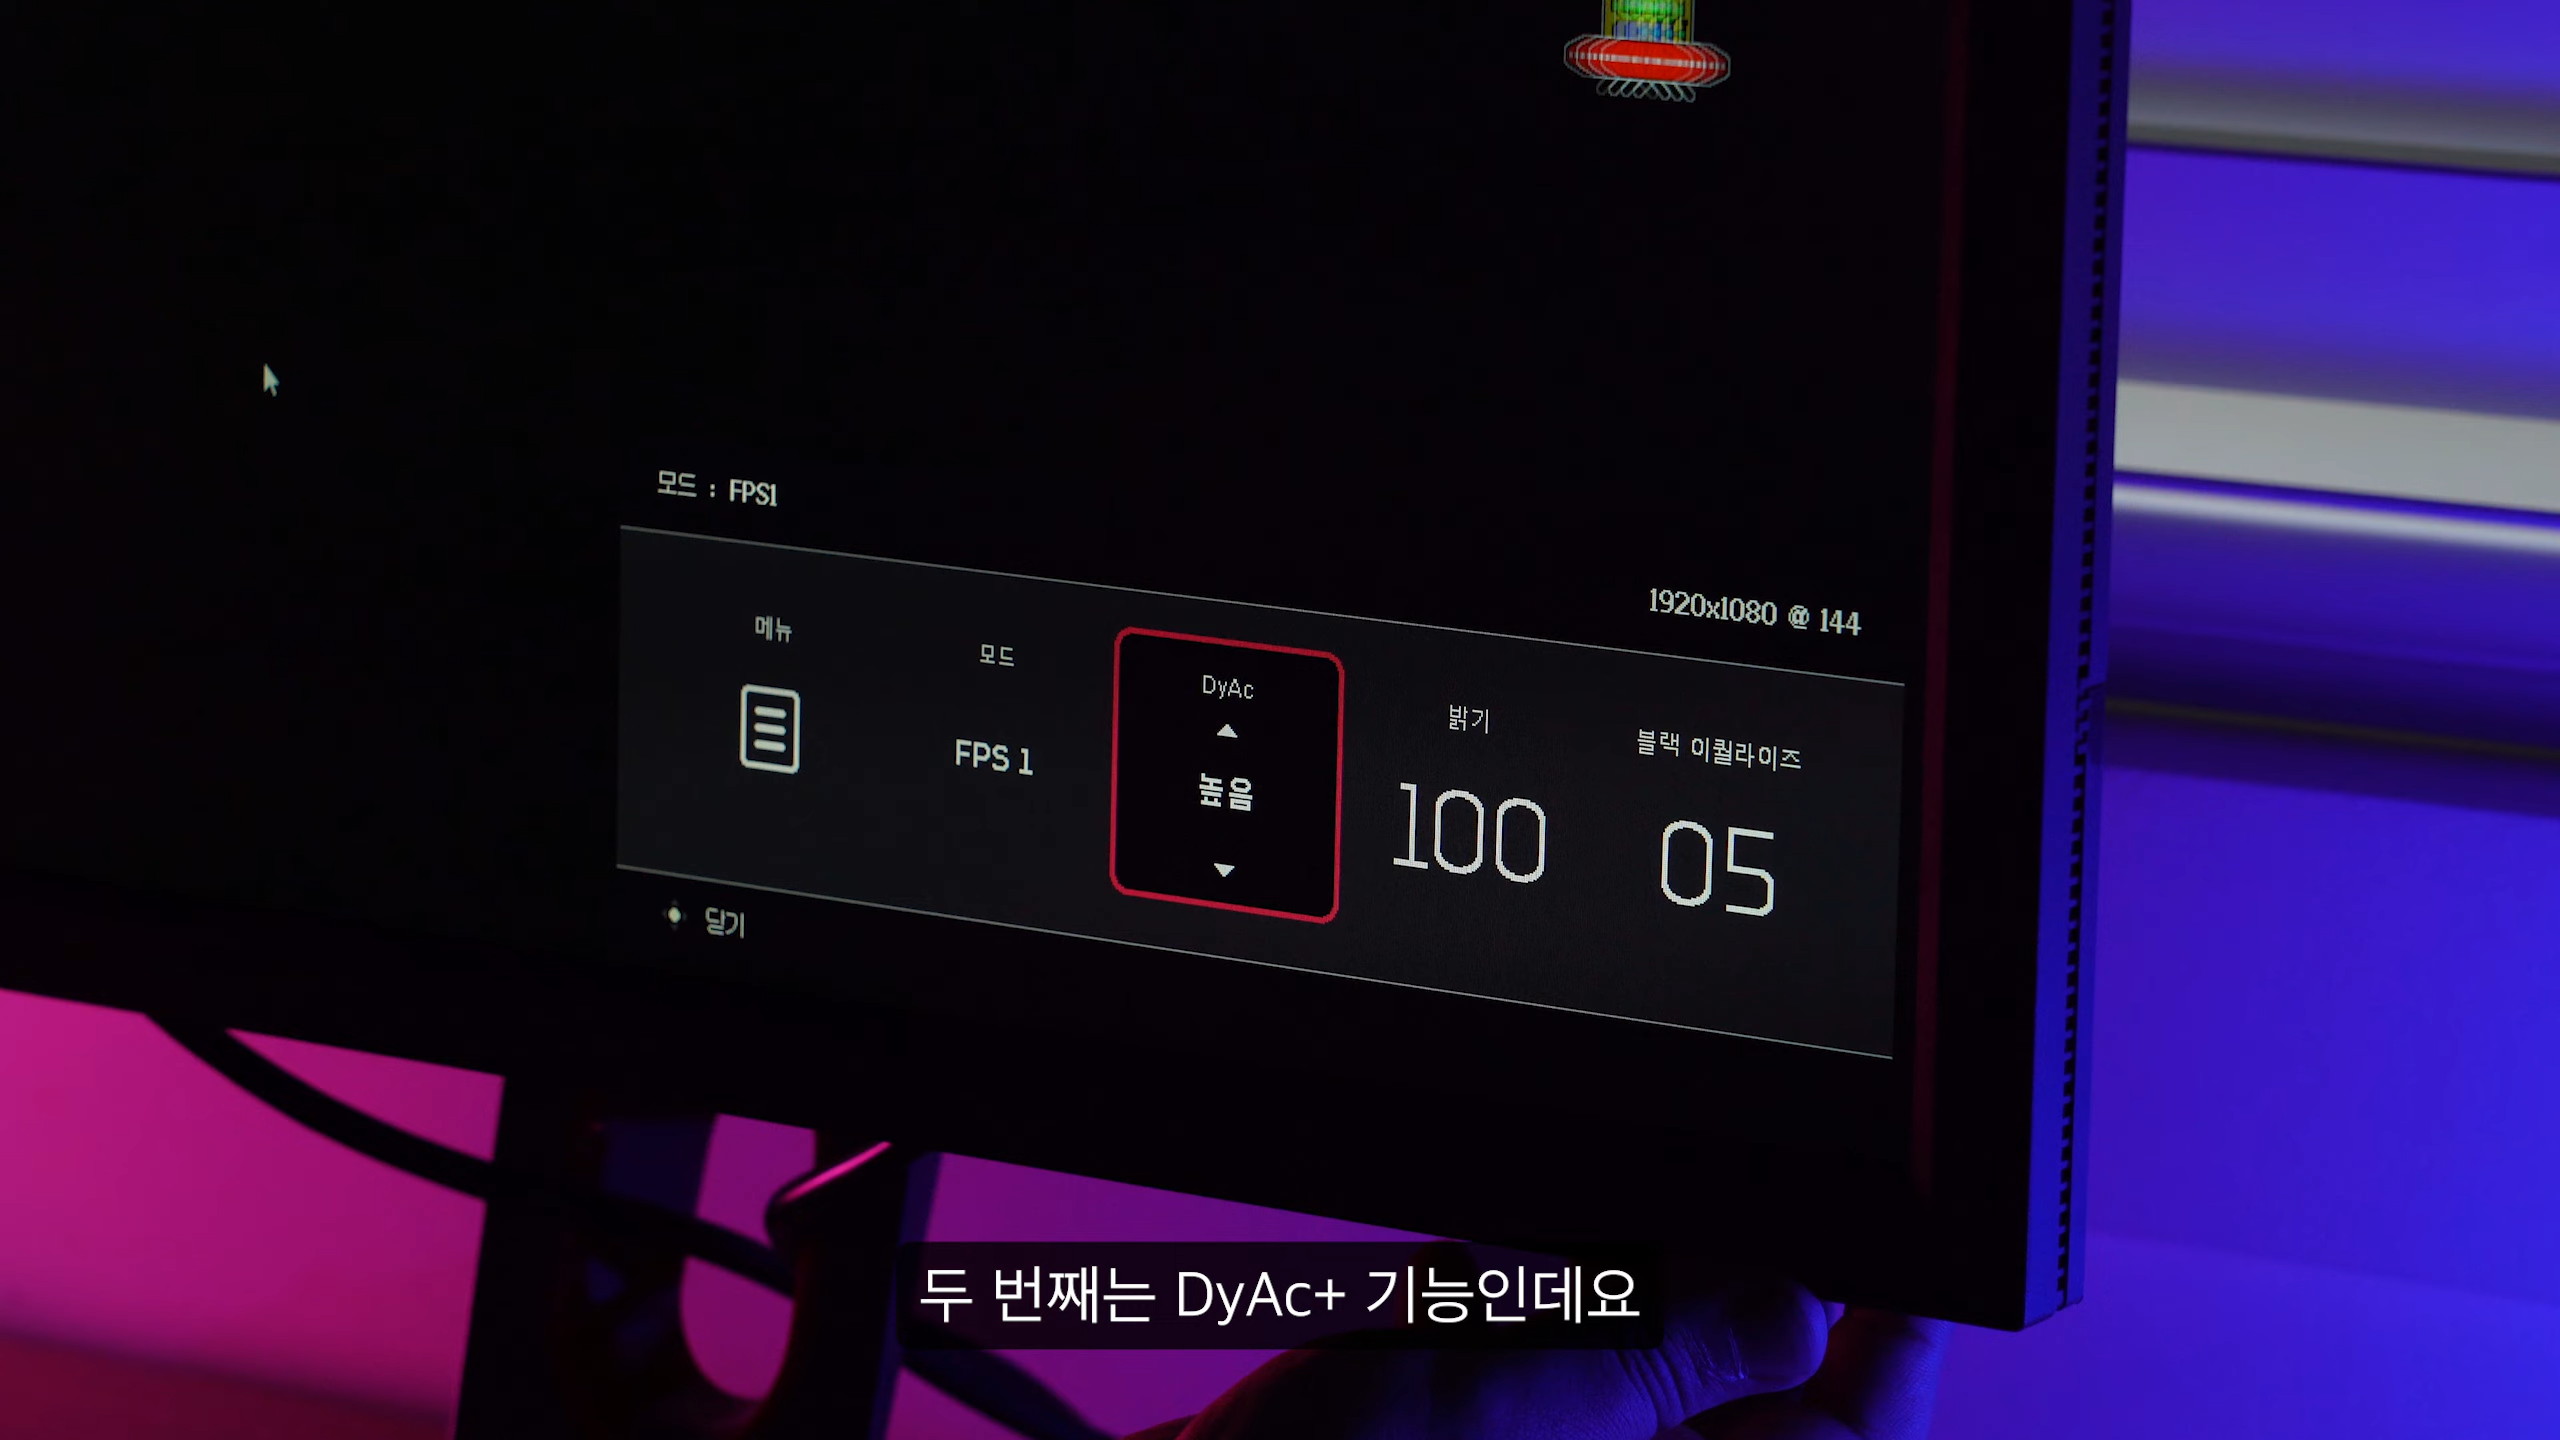 모드 : FPS1
1920x1080 @ 144
메뉴
모드
FPS 1
DyAc
높음
밝기
100
블랙 이퀄라이즈
05
닫기
두 번째는 DyAc+ 기능인데요